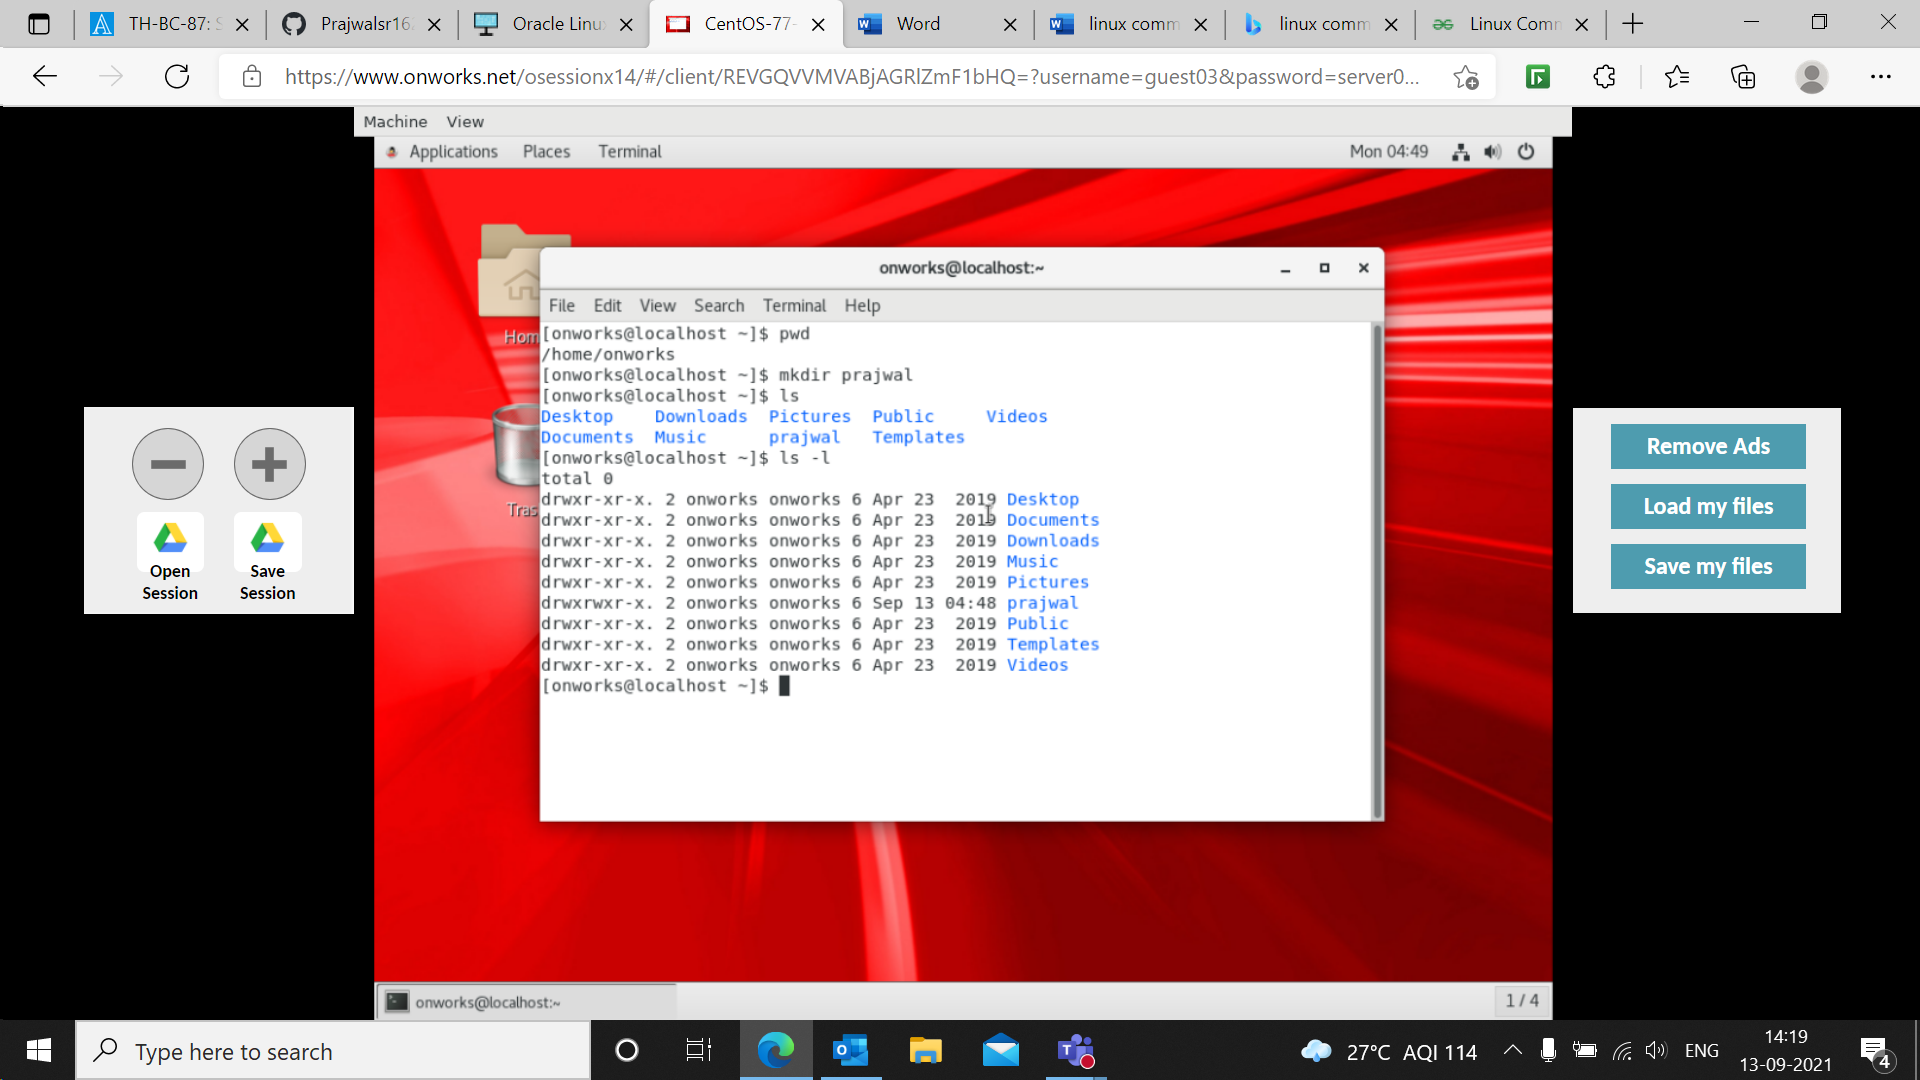 TH-BC-87: S
Prajwalsr16
Oracle Linux
CentOS-77-
Word
linux comm
linux comm
Linux Com
https://www.onworks.net/osessionx14/#/client/REVGQVVMVABjAGRlZmF1bHQ=?username=guest03&password=server0...
Machine View
Applications Places Terminal Mon 04:49
Hom
Tras
onworks@localhost:~
File Edit View Search Terminal Help
[onworks@localhost ~]$ pwd
/home/onworks
[onworks@localhost ~]$ mkdir prajwal
[onworks@localhost ~]$ ls
Desktop Downloads Pictures Public Videos
Documents Music prajwal Templates
[onworks@localhost ~]$ ls -l
total 0
drwxr-xr-x. 2 onworks onworks 6 Apr 23 2019 Desktop
drwxr-xr-x. 2 onworks onworks 6 Apr 23 2019 Documents
drwxr-xr-x. 2 onworks onworks 6 Apr 23 2019 Downloads
drwxr-xr-x. 2 onworks onworks 6 Apr 23 2019 Music
drwxr-xr-x. 2 onworks onworks 6 Apr 23 2019 Pictures
drwxrwxr-x. 2 onworks onworks 6 Sep 13 04:48 prajwal
drwxr-xr-x. 2 onworks onworks 6 Apr 23 2019 Public
drwxr-xr-x. 2 onworks onworks 6 Apr 23 2019 Templates
drwxr-xr-x. 2 onworks onworks 6 Apr 23 2019 Videos
[onworks@localhost ~]$
Open Session
Save Session
Remove Ads
Load my files
Save my files
onworks@localhost:~
1 / 4
Type here to search
27°C AQI 114
ENG
14:19
13-09-2021
4